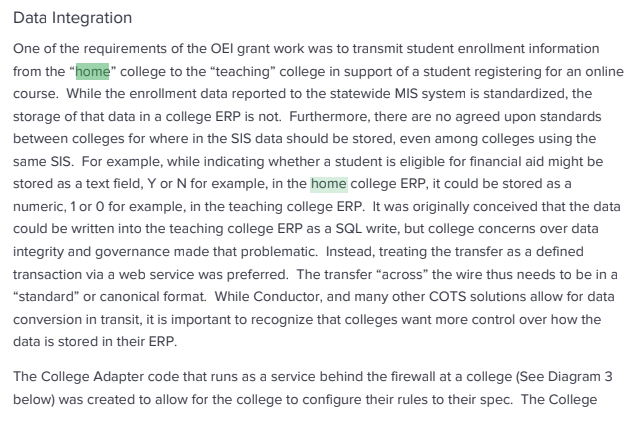 Data Integration
One of the requirements of the OEI grant work was to transmit student enrollment information
from the “home” college to the “teaching” college in support of a student registering for an online
course.  While the enrollment data reported to the statewide MIS system is standardized, the
storage of that data in a college ERP is not.  Furthermore, there are no agreed upon standards
between colleges for where in the SIS data should be stored, even among colleges using the
same SIS.  For example, while indicating whether a student is eligible for financial aid might be
stored as a text field, Y or N for example, in the home college ERP, it could be stored as a
numeric, 1 or 0 for example, in the teaching college ERP.  It was originally conceived that the data
could be written into the teaching college ERP as a SQL write, but college concerns over data
integrity and governance made that problematic.  Instead, treating the transfer as a defined
transaction via a web service was preferred.  The transfer “across” the wire thus needs to be in a
“standard” or canonical format.  While Conductor, and many other COTS solutions allow for data
conversion in transit, it is important to recognize that colleges want more control over how the
data is stored in their ERP.
The College Adapter code that runs as a service behind the firewall at a college (See Diagram 3
below) was created to allow for the college to configure their rules to their spec.  The College